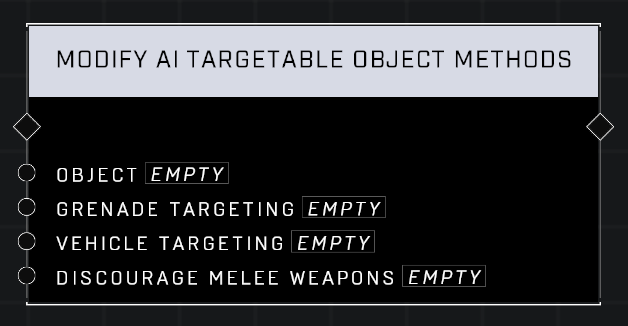 MODIFY AI TARGETABLE OBJECT METHODS
OBJECT EMPTY
GRENADE TARGETING EMPTY
VEHICLE TARGETING EMPTY
DISCOURAGE MELEE WEAPONS EMPTY